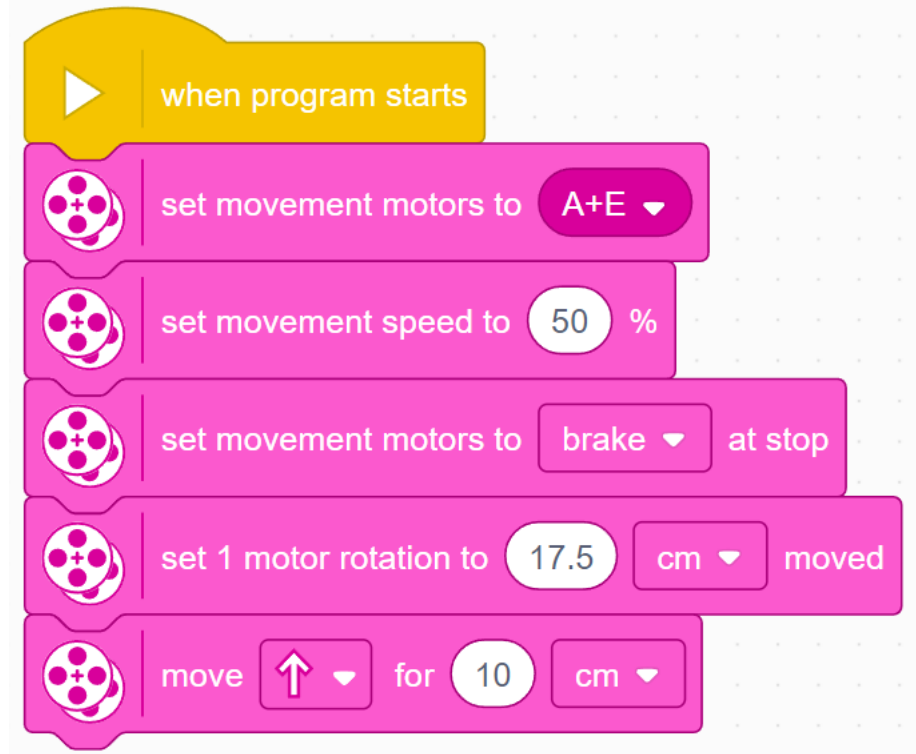 when program starts
set movement motors to A+E
set movement speed to 50 %
set movement motors to brake at stop
set 1 motor rotation to 17.5 cm moved
move for 10 cm